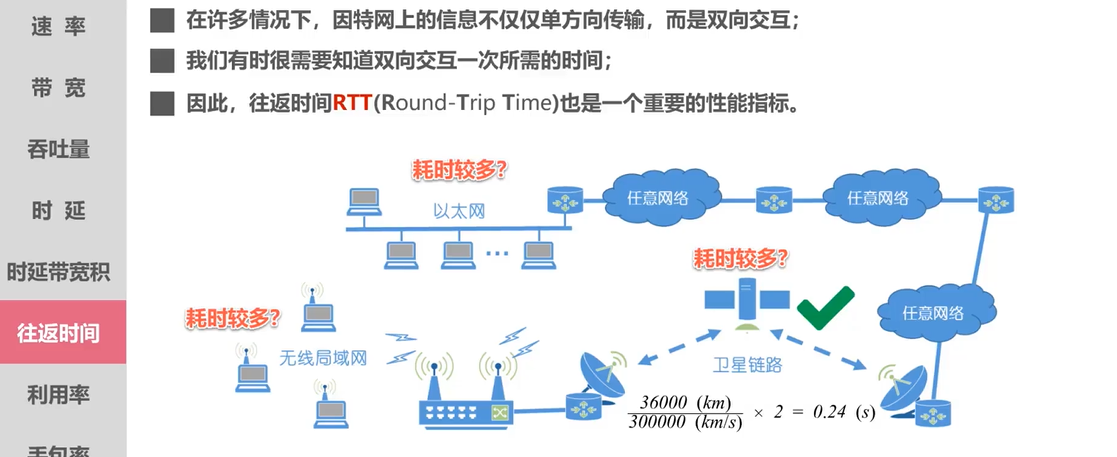 速 率
带 宽
吞吐量
时 延
时延带宽积
往返时间
利用率
在许多情况下，因特网上的信息不仅仅单方向传输，而是双向交互；
我们有时很需要知道双向交互一次所需的时间；
因此，往返时间RTT(Round-Trip Time)也是一个重要的性能指标。
耗时较多？
以太网
任意网络
任意网络
耗时较多？
任意网络
耗时较多？
无线局域网
卫星链路
36000 (km)
300000 (km/s)
× 2 = 0.24 (s)